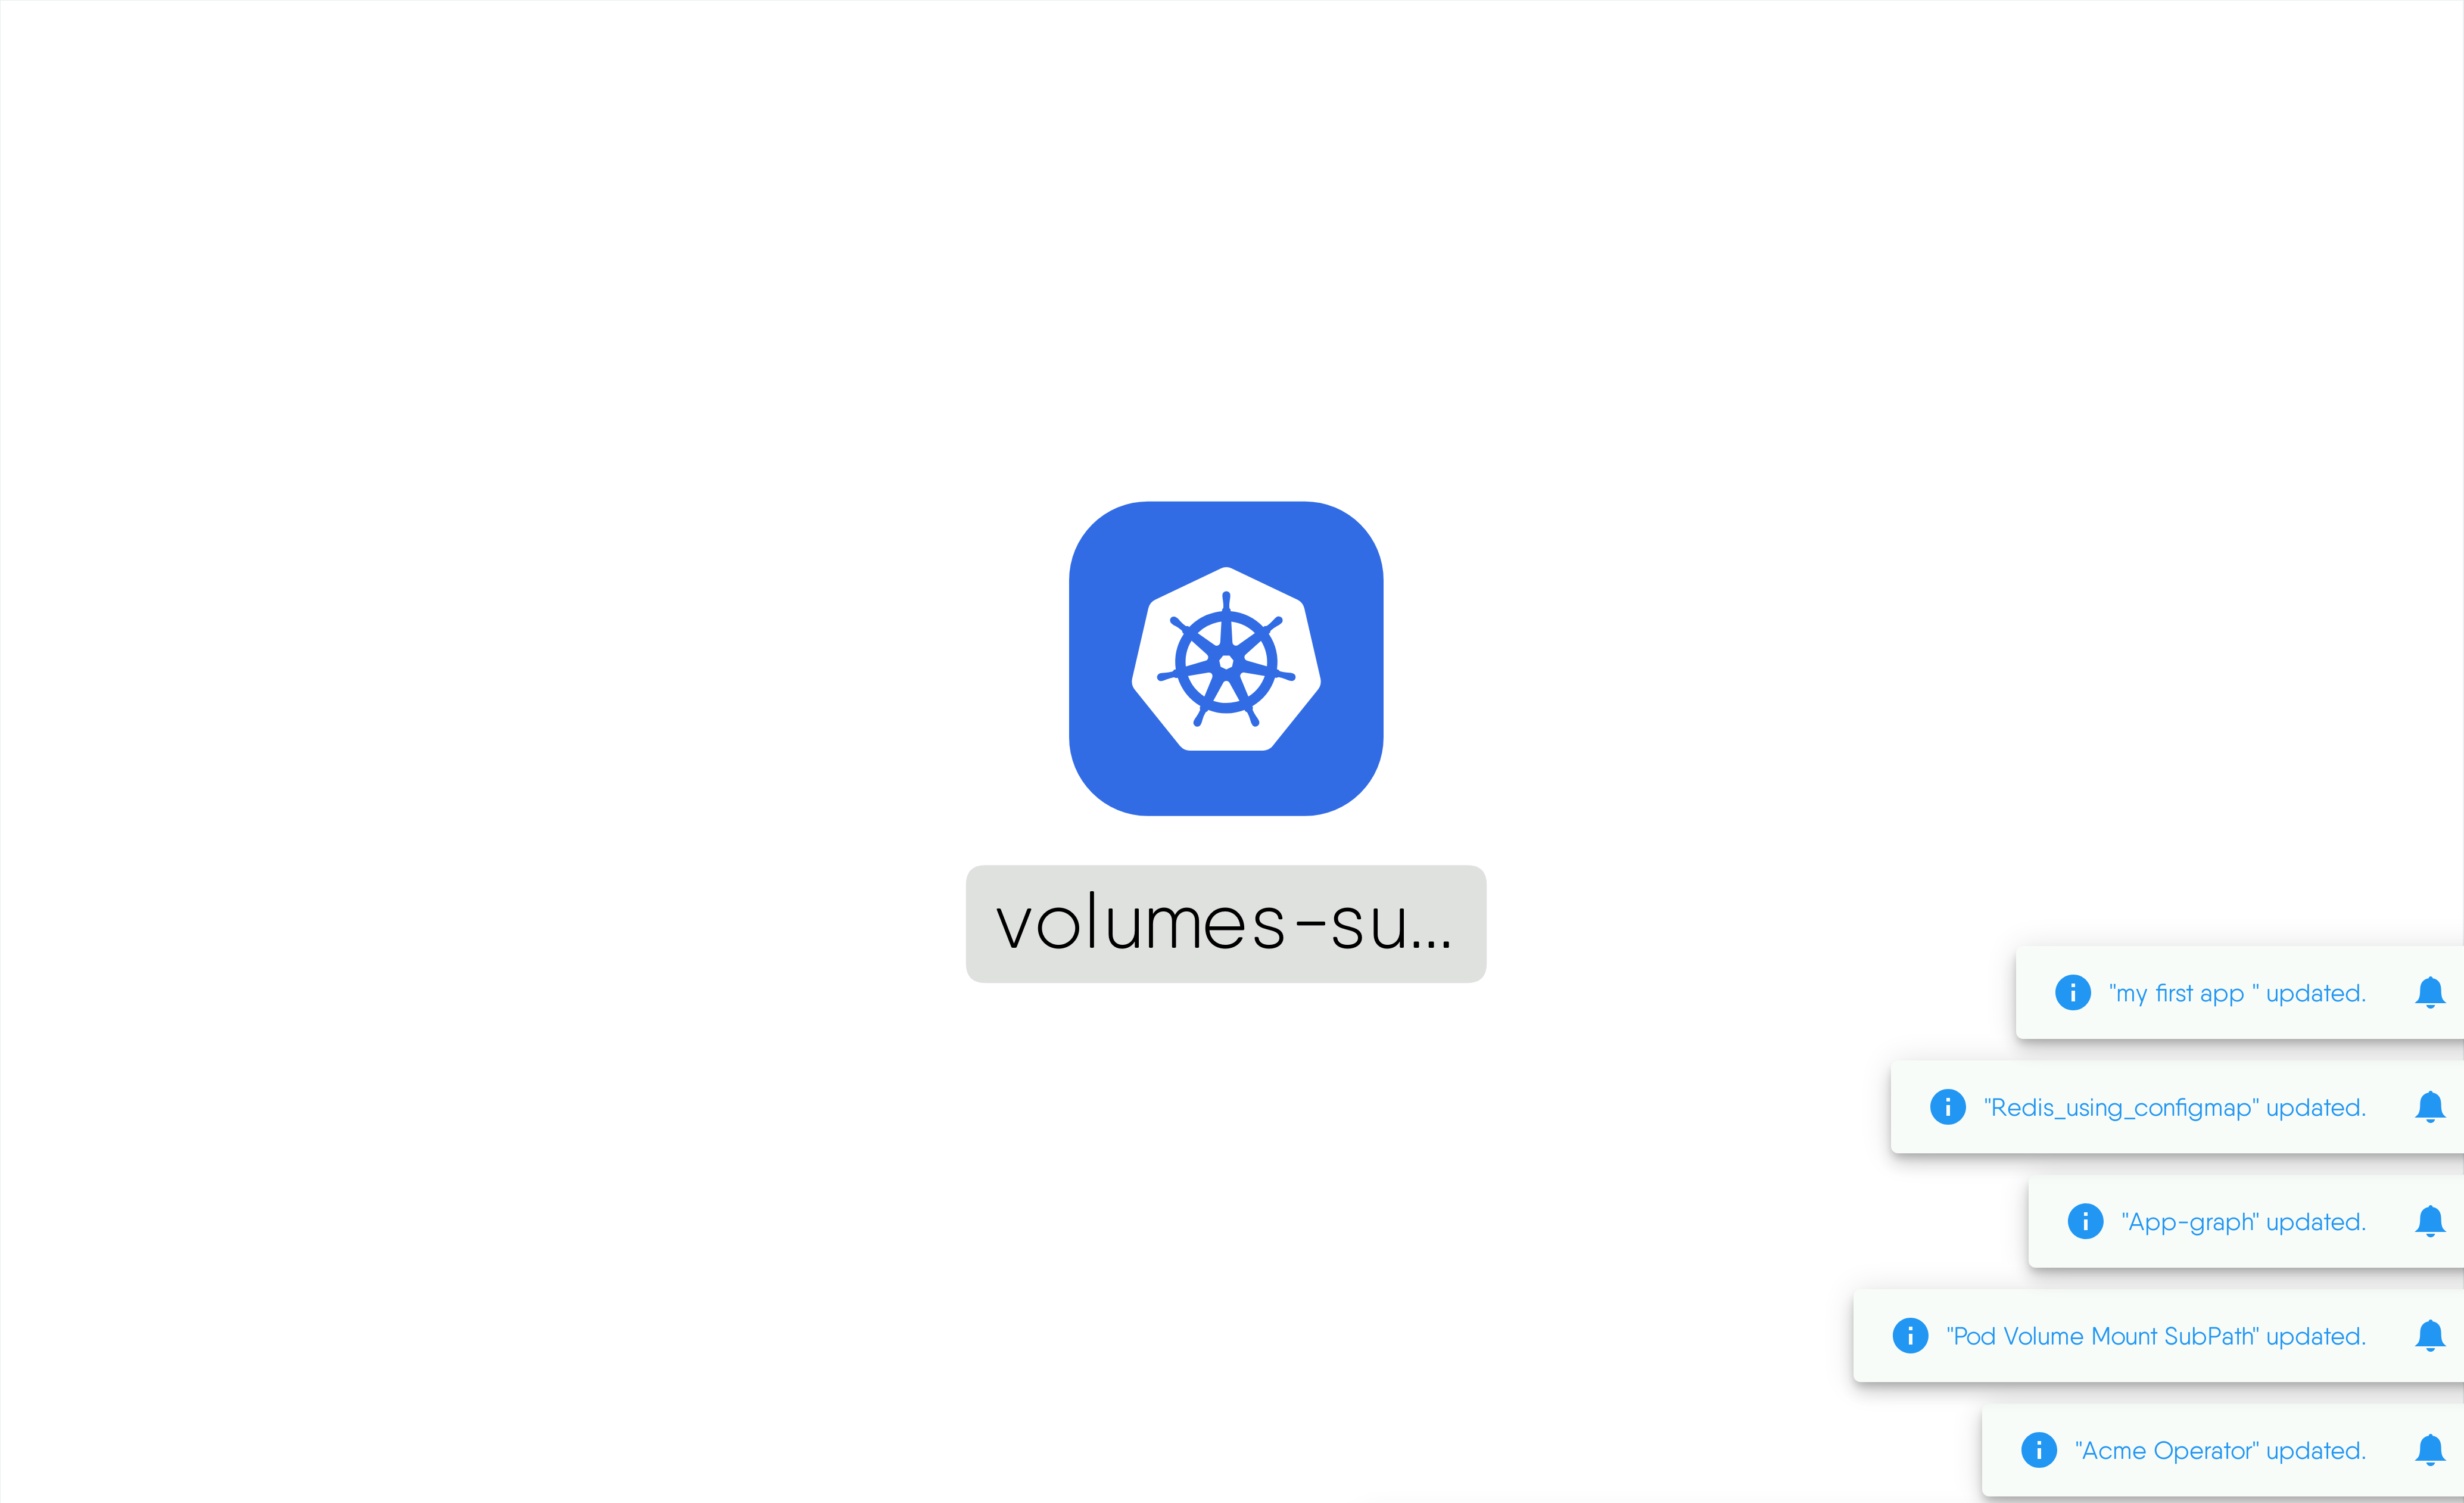 volumes-su...
"my first app " updated.
"Redis_using_configmap" updated.
"App-graph" updated.
"Pod Volume Mount SubPath" updated.
"Acme Operator" updated.